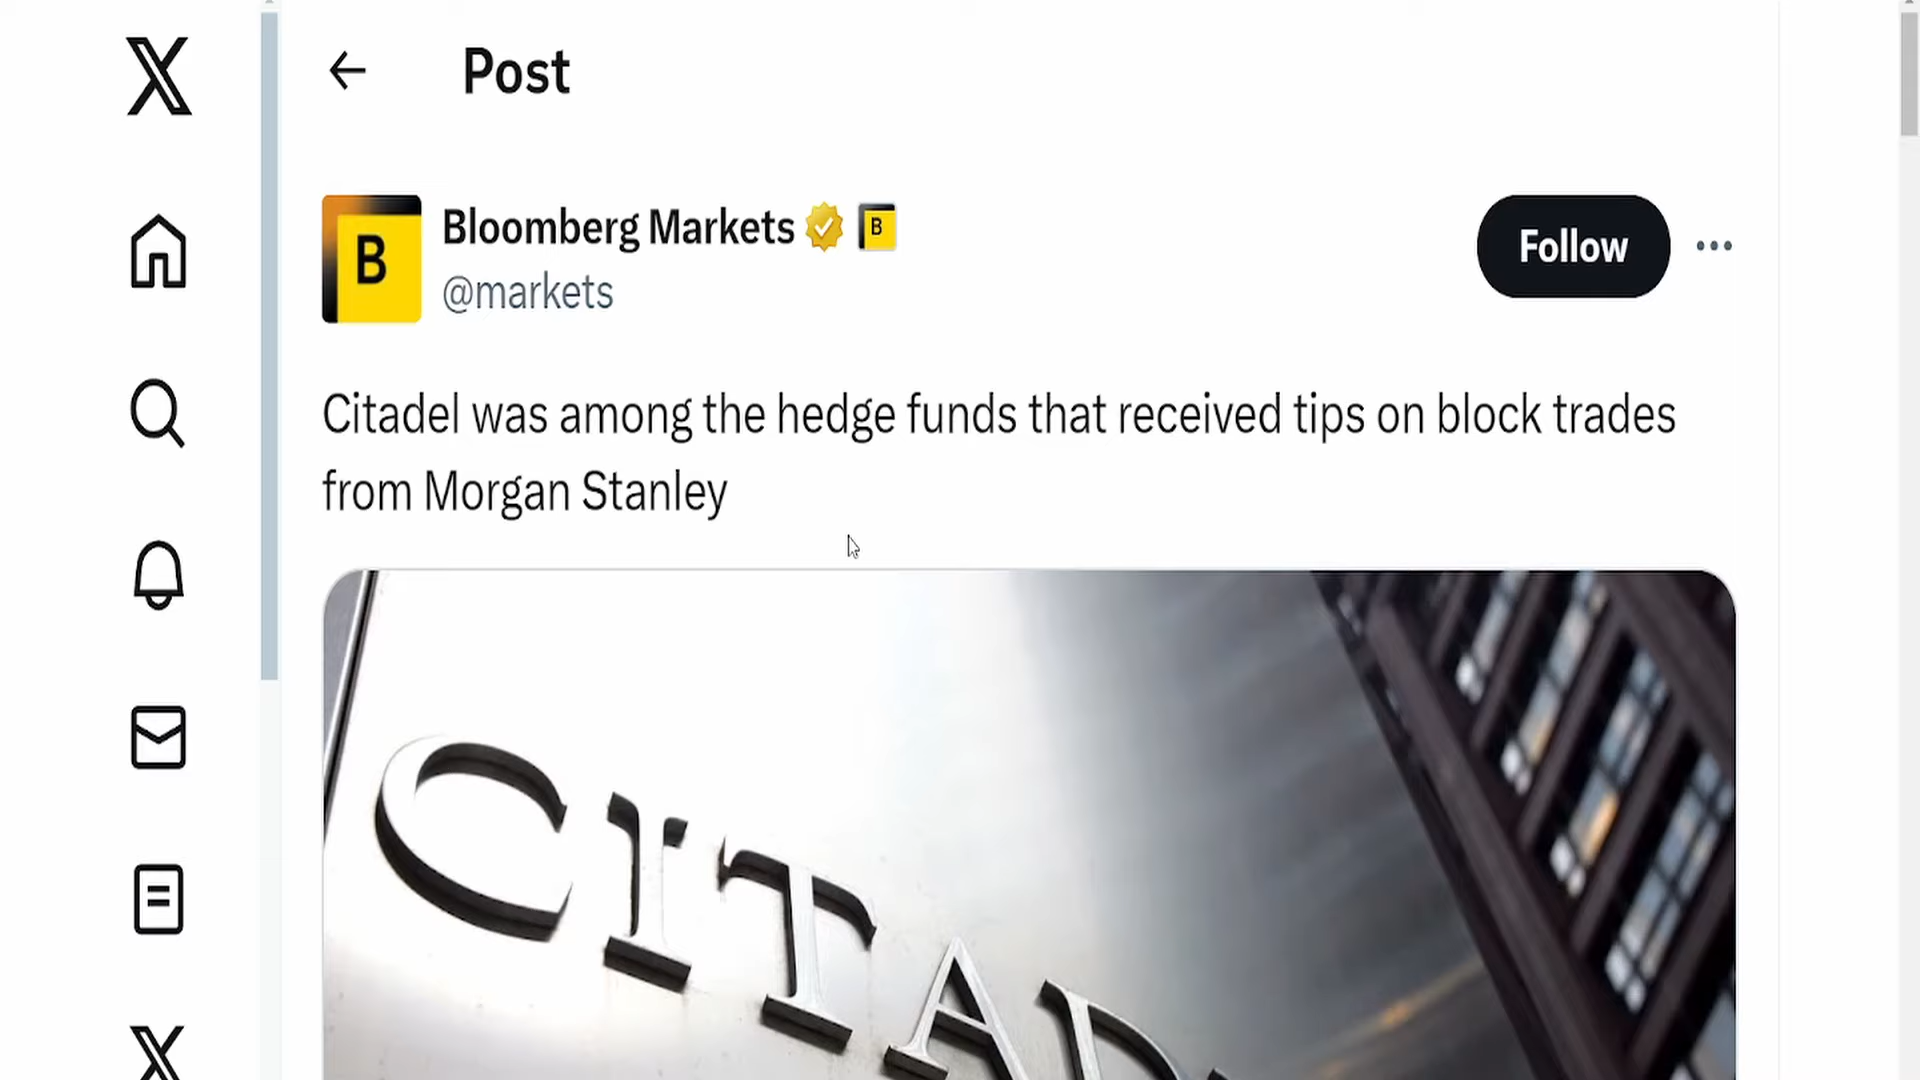 Post
Bloomberg Markets
B
B
@markets
Follow
Citadel was among the hedge funds that received tips on block trades
from Morgan Stanley
CITAD